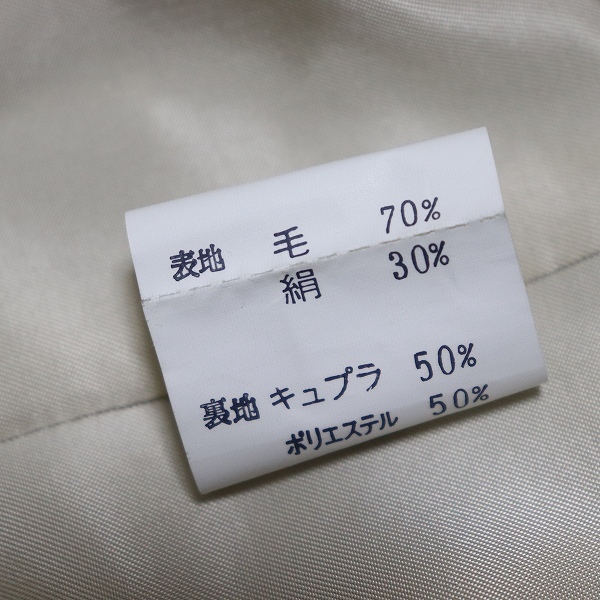 表地 毛 70%
絹 30%
裏地 キュプラ 50%
ポリエステル 50%